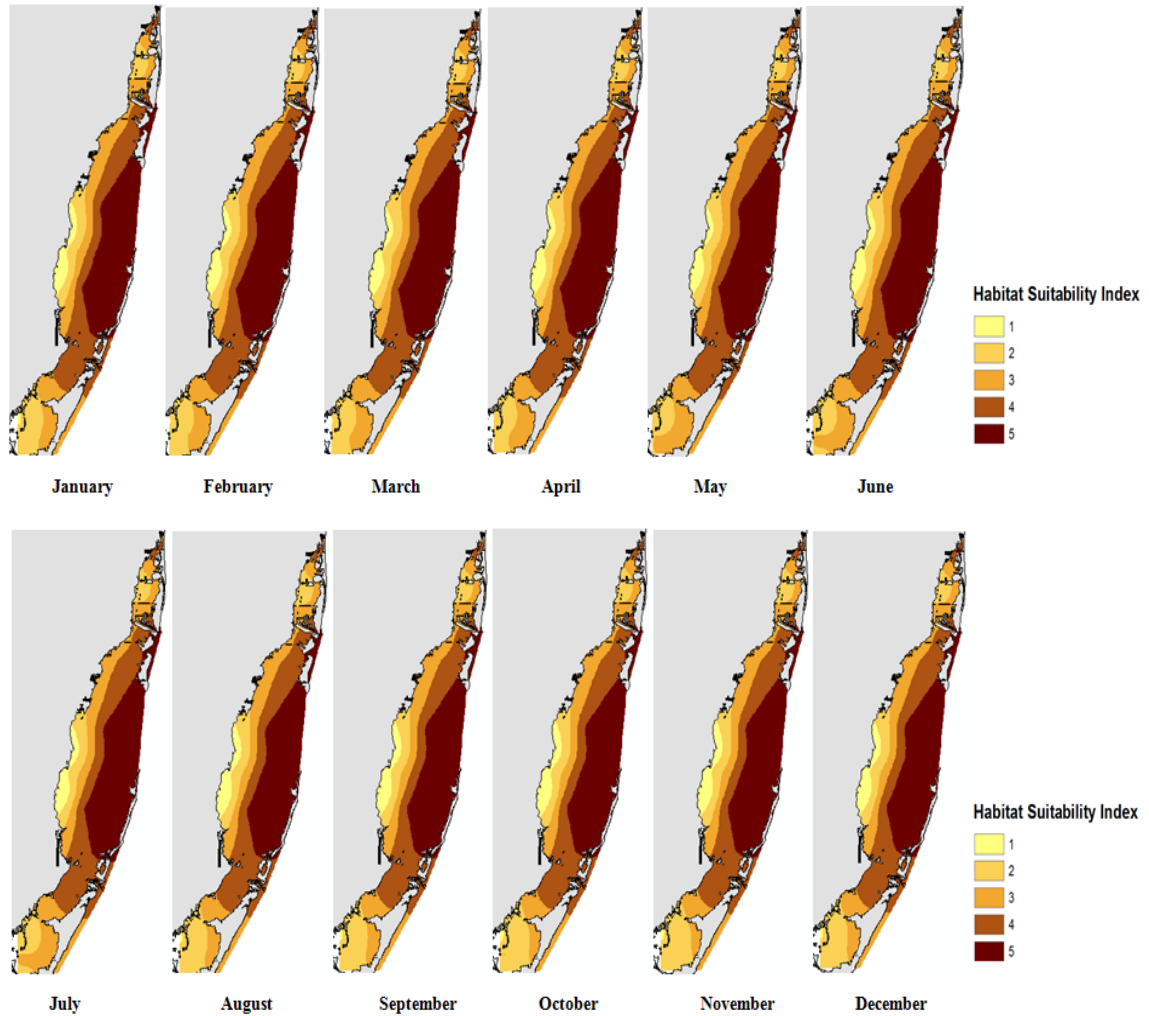 Habitat Suitability Index
1
2
3
4
5
January February March April May June
Habitat Suitability Index
1
2
3
4
5
July August September October November December